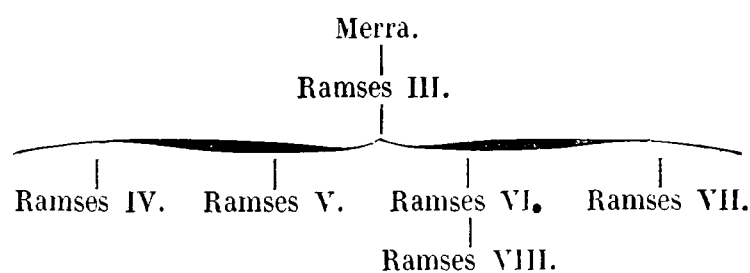 Merra.
Ramses III.
Ramses IV. Ramses V. Ramses VI. Ramses VII.
Ramses VIII.